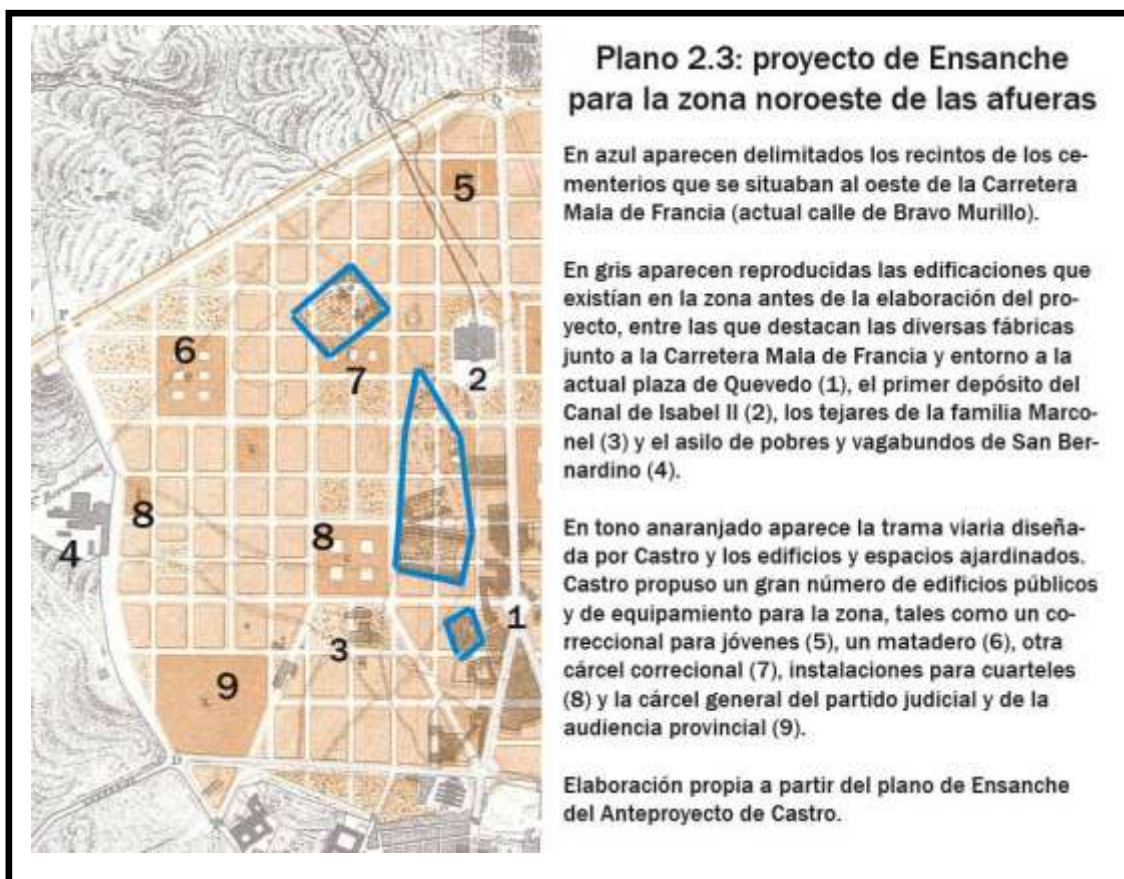 Plano 2.3: proyecto de Ensanche
para la zona noroeste de las afueras
En azul aparecen delimitados los recintos de los ce-
menterios que se situaban al oeste de la Carretera
Mala de Francia (actual calle de Bravo Murillo).
En gris aparecen reproducidas las edificaciones que
existían en la zona antes de la elaboración del pro-
yecto, entre las que destacan las diversas fábricas
junto a la Carretera Mala de Francia y entorno a la
actual plaza de Quevedo (1), el primer depósito del
Canal de Isabel II (2), los tejares de la familia Marco-
nel (3) y el asilo de pobres y vagabundos de San Ber-
nardino (4).
En tono anaranjado aparece la trama viaria diseña-
da por Castro y los edificios y espacios ajardinados.
Castro propuso un gran número de edificios públicos
y de equipamiento para la zona, tales como un co-
rreccional para jóvenes (5), un matadero (6), otra
cárcel correcional (7), instalaciones para cuarteles
(8) y la cárcel general del partido judicial y de la
audiencia provincial (9).
Elaboración propia a partir del plano de Ensanche
del Anteproyecto de Castro.
5
6
7
2
8
8
4
Bernardino
1
3
9
P
D